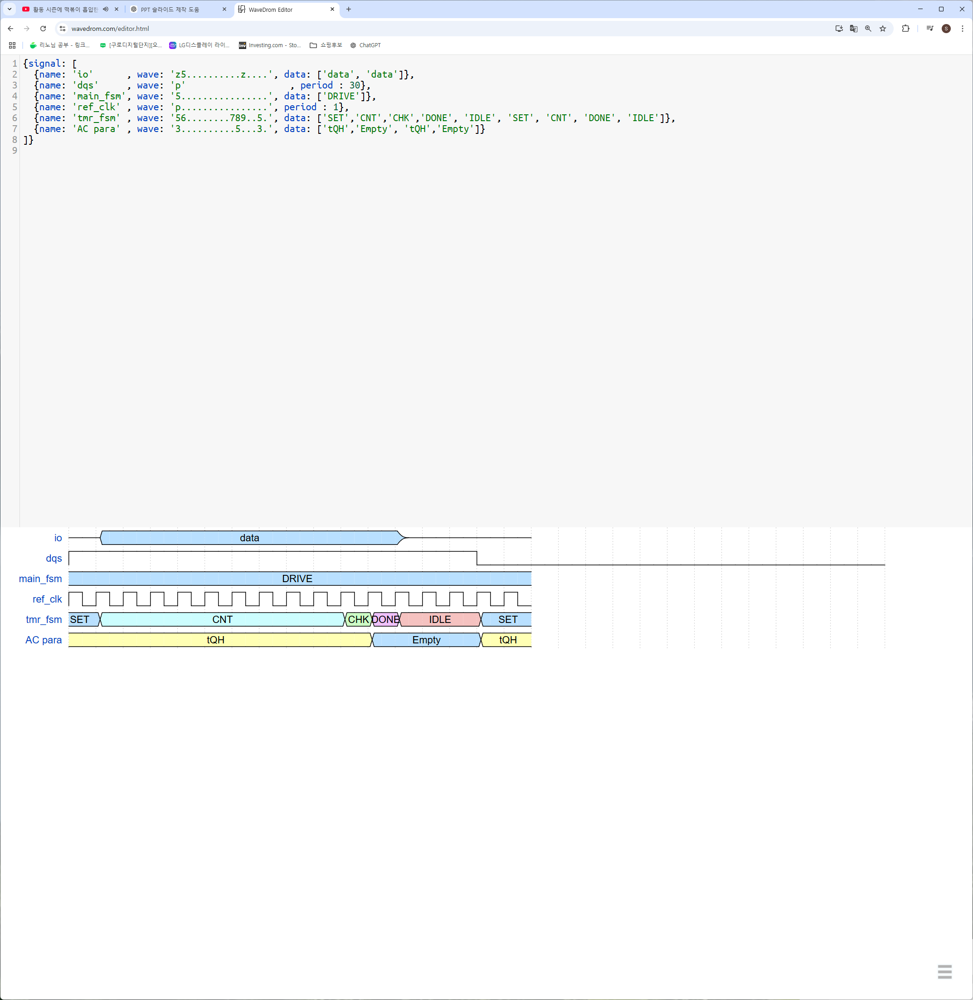 활동 시즌에 떡볶이 흡입한
PPT 슬라이드 제작 도움
WaveDrom Editor
wavedrom.com/editor.html
S
리노님 공부 - 링크...
[구로디지털단지][오...
LG디스플레이 라이...
Investing.com - Sto...
쇼핑후보
ChatGPT
1 {signal: [
2   {name: 'io'      , wave: 'z5..........z....', data: ['data', 'data']},
3   {name: 'dqs'     , wave: 'p'                   , period : 30},
4   {name: 'main_fsm', wave: '5................', data: ['DRIVE']},
5   {name: 'ref_clk' , wave: 'p................', period : 1},
6   {name: 'tmr_fsm' , wave: '56........789..5.', data: ['SET','CNT','CHK','DONE', 'IDLE', 'SET', 'CNT', 'DONE', 'IDLE']},
7   {name: 'AC para' , wave: '3..........5...3.', data: ['tQH','Empty', 'tQH','Empty']}
8 ]}
9
io data
dqs
main_fsm DRIVE
ref_clk
tmr_fsm SET CNT CHK DONE IDLE SET
AC para tQH Empty tQH